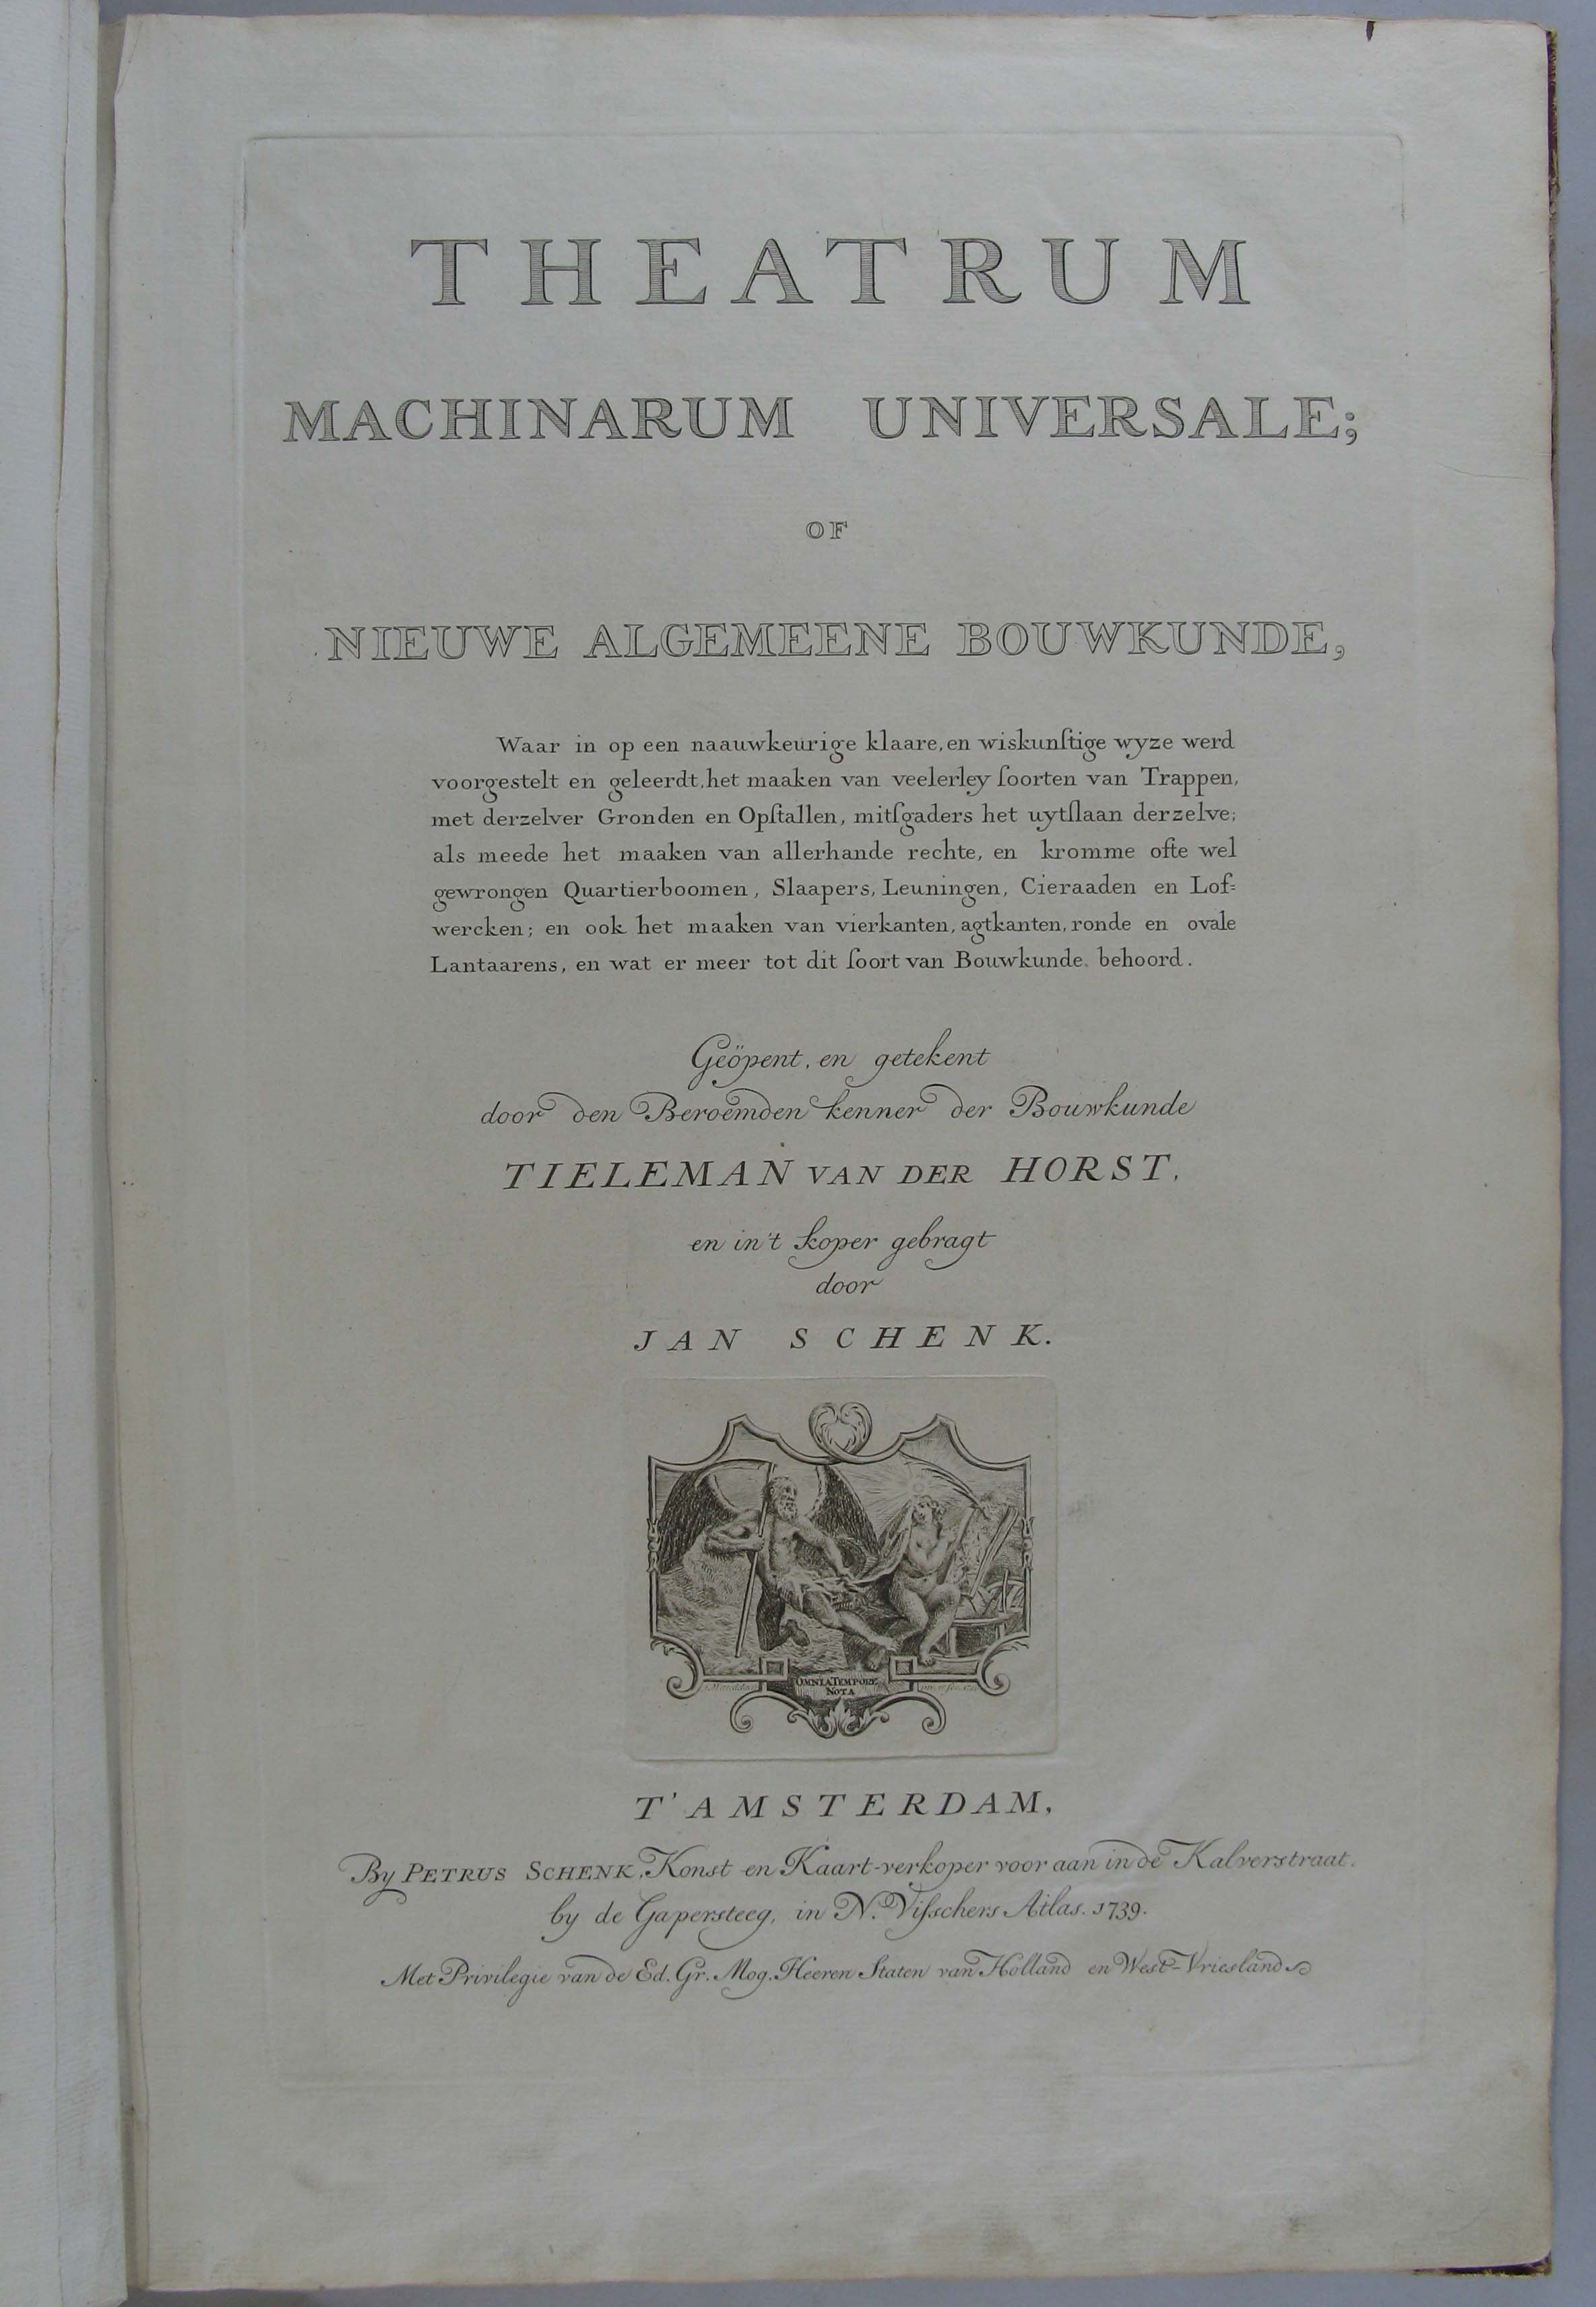 THEATRUM
MACHINARUM UNIVERSALE;
OF
NIEUWE ALGEMEENE BOUWKUNDE,
Waar in op een naauwkeurige klaare, en wiskunſtige wyze werd
voorgestelt en geleerdt, het maaken van veelerley ſoorten van Trappen,
met derzelver Gronden en Opſtallen, mitſgaders het uytſlaan derzelve;
als meede het maaken van allerhande rechte, en kromme ofte wel
gewrongen Quartierboomen, Slaapers, Leuningen, Cieraaden en Lof=
wercken; en ook het maaken van vierkanten, agtkanten, ronde en ovale
Lantaarens, en wat er meer tot dit ſoort van Bouwkunde behoord.
Geöpent, en getekent
door den Beroemden kenner der Bouwkunde
TIELEMAN VAN DER HORST,
en in't koper gebragt
door
JAN SCHENK.
OMNIA TEMPORE
NOTA
T'AMSTERDAM,
By PETRUS SCHENK, Konst en Kaart-verkoper voor aan in de Kalverstraat,
by de Gapersteeg, in N. Viſschers Atlas. 1739.
Met Privilegie van de Ed. Gr. Mog. Heeren Staten van Holland en West-Vriesland